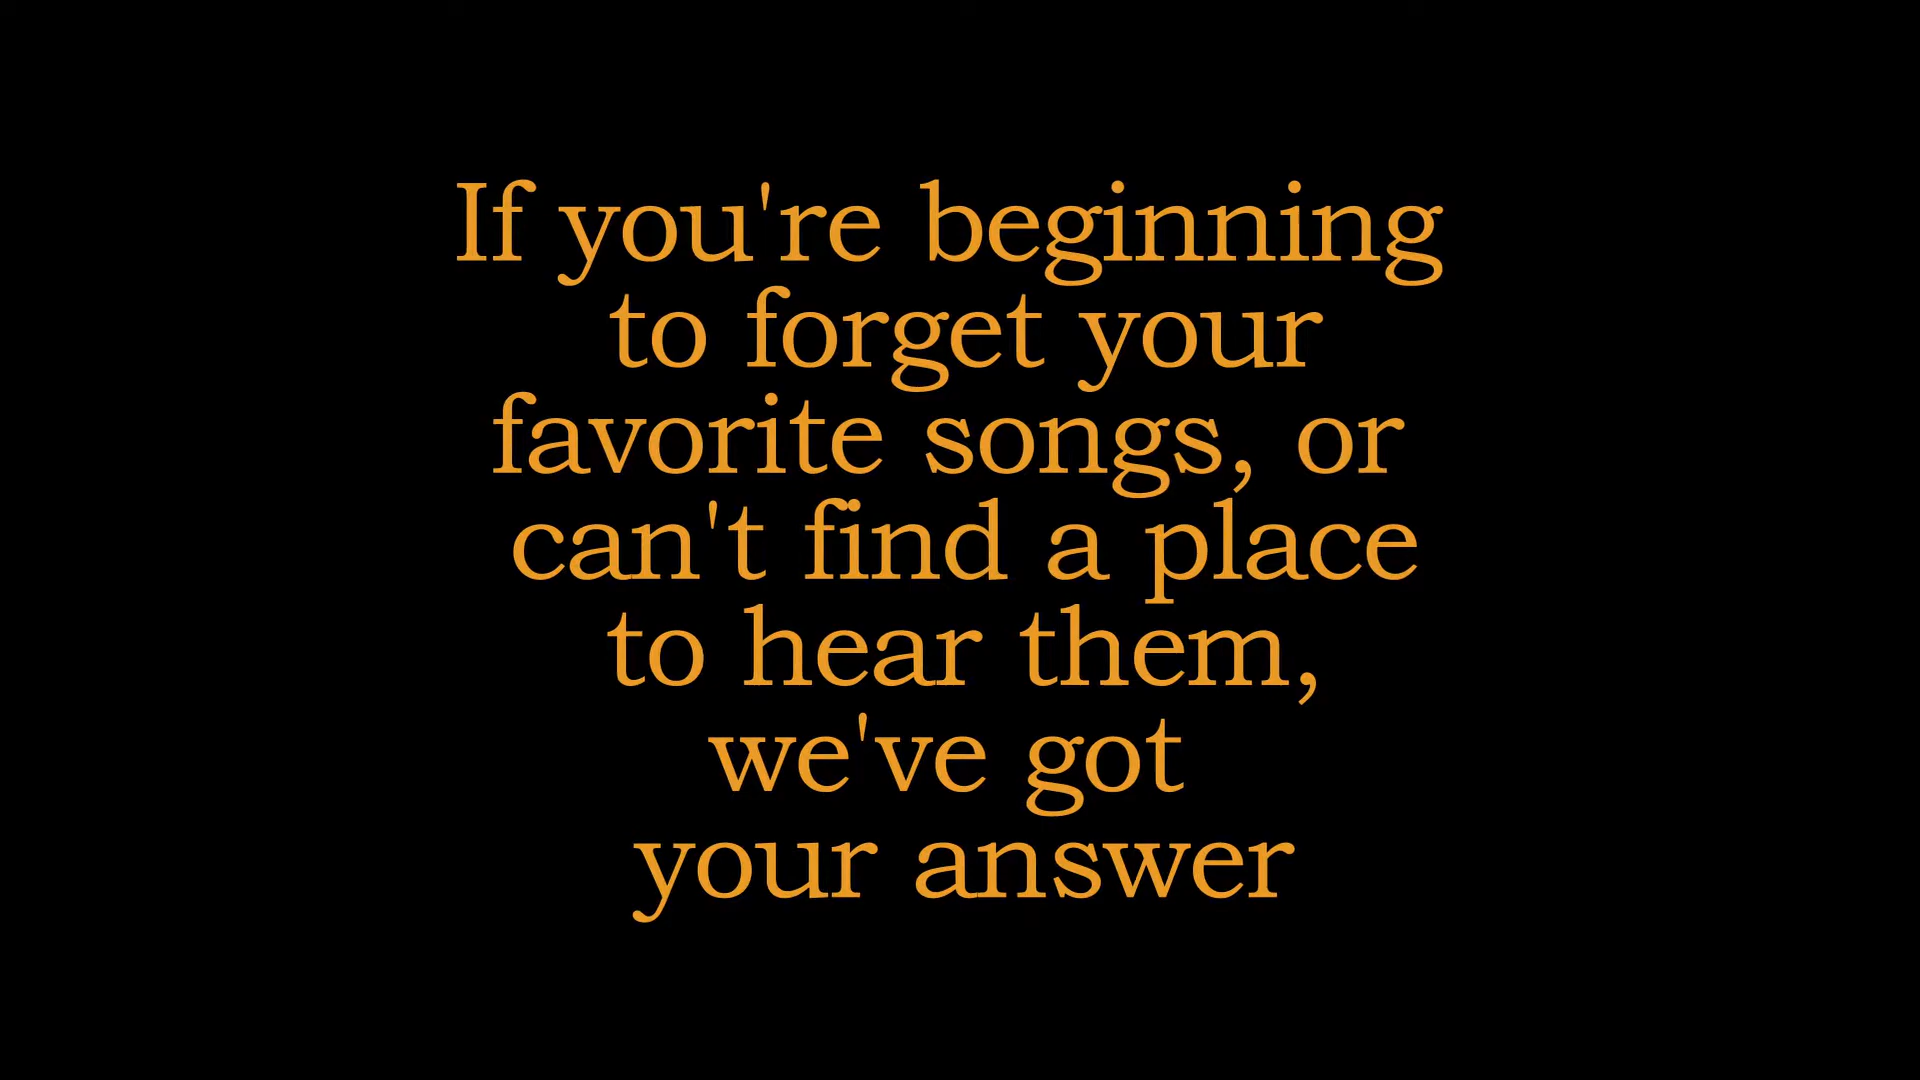 If you're beginning
to forget your
favorite songs, or
can't find a place
to hear them,
we've got
your answer